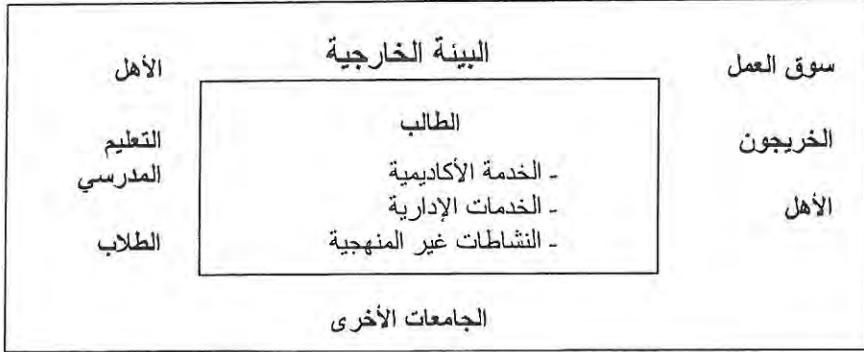 البيئة الخارجية
سوق العمل
الخريجون
الأهل
الطالب
- الخدمة الأكاديمية
- الخدمات الإدارية
- النشاطات غير المنهجية
الأهل
التعليم
المدرسي
الطلاب
الجامعات الأخرى